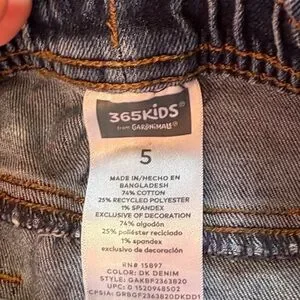 365KIDS®
from GARANIMALS®
5
MADE IN/HECHO EN
BANGLADESH
74% COTTON
25% RECYCLED POLYESTER
1% SPANDEX
EXCLUSIVE OF DECORATION
74% algodón
25% poliéster reciclado
1% spandex
exclusivo de decoración
RN# 15897
COLOR: DK DENIM
STYLE: GAKBF2363820
UPC: D 1520948502
CPSIA: GRBGF2363820DKDD1